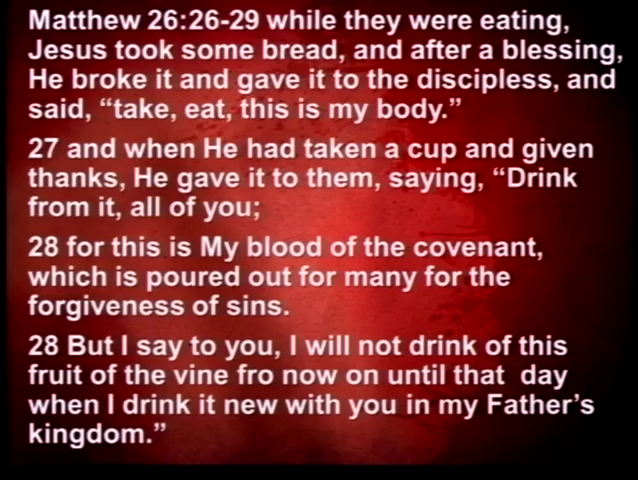 Matthew 26:26-29 while they were eating,
Jesus took some bread, and after a blessing,
He broke it and gave it to the discipless, and
said, “take, eat, this is my body.”
27 and when He had taken a cup and given
thanks, He gave it to them, saying, “Drink
from it, all of you;
28 for this is My blood of the covenant,
which is poured out for many for the
forgiveness of sins.
28 But I say to you, I will not drink of this
fruit of the vine fro now on until that  day
when I drink it new with you in my Father’s
kingdom.”